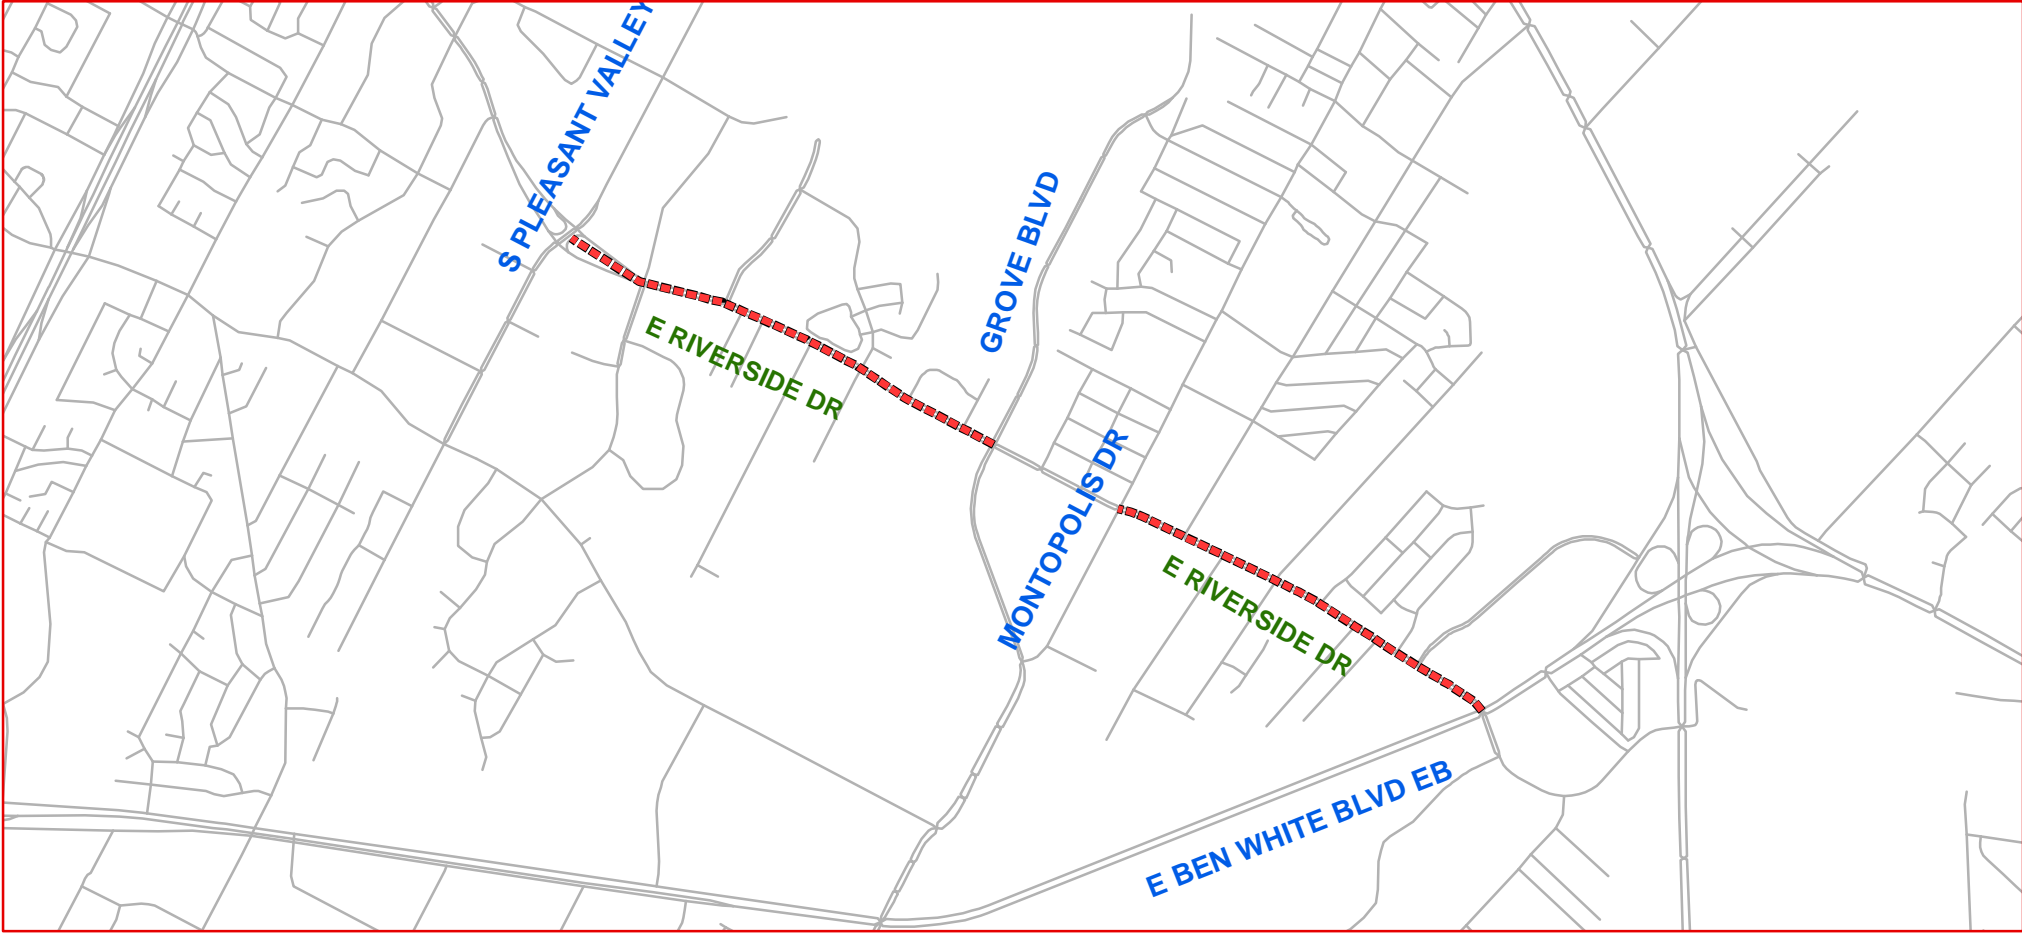 S PLEASANT VALLEY
GROVE BLVD
E RIVERSIDE DR
MONTOPOLIS DR
E RIVERSIDE DR
E BEN WHITE BLVD EB